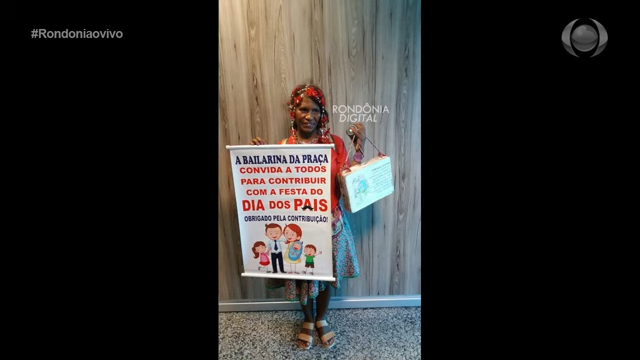 #Rondoniaovivo
RONDÔNIA
DIGITAL
A BAILARINA DA PRAÇA
CONVIDA A TODOS
PARA CONTRIBUIR
COM A FESTA DO
DIA DOS PAIS
OBRIGADO PELA CONTRIBUIÇÃO!